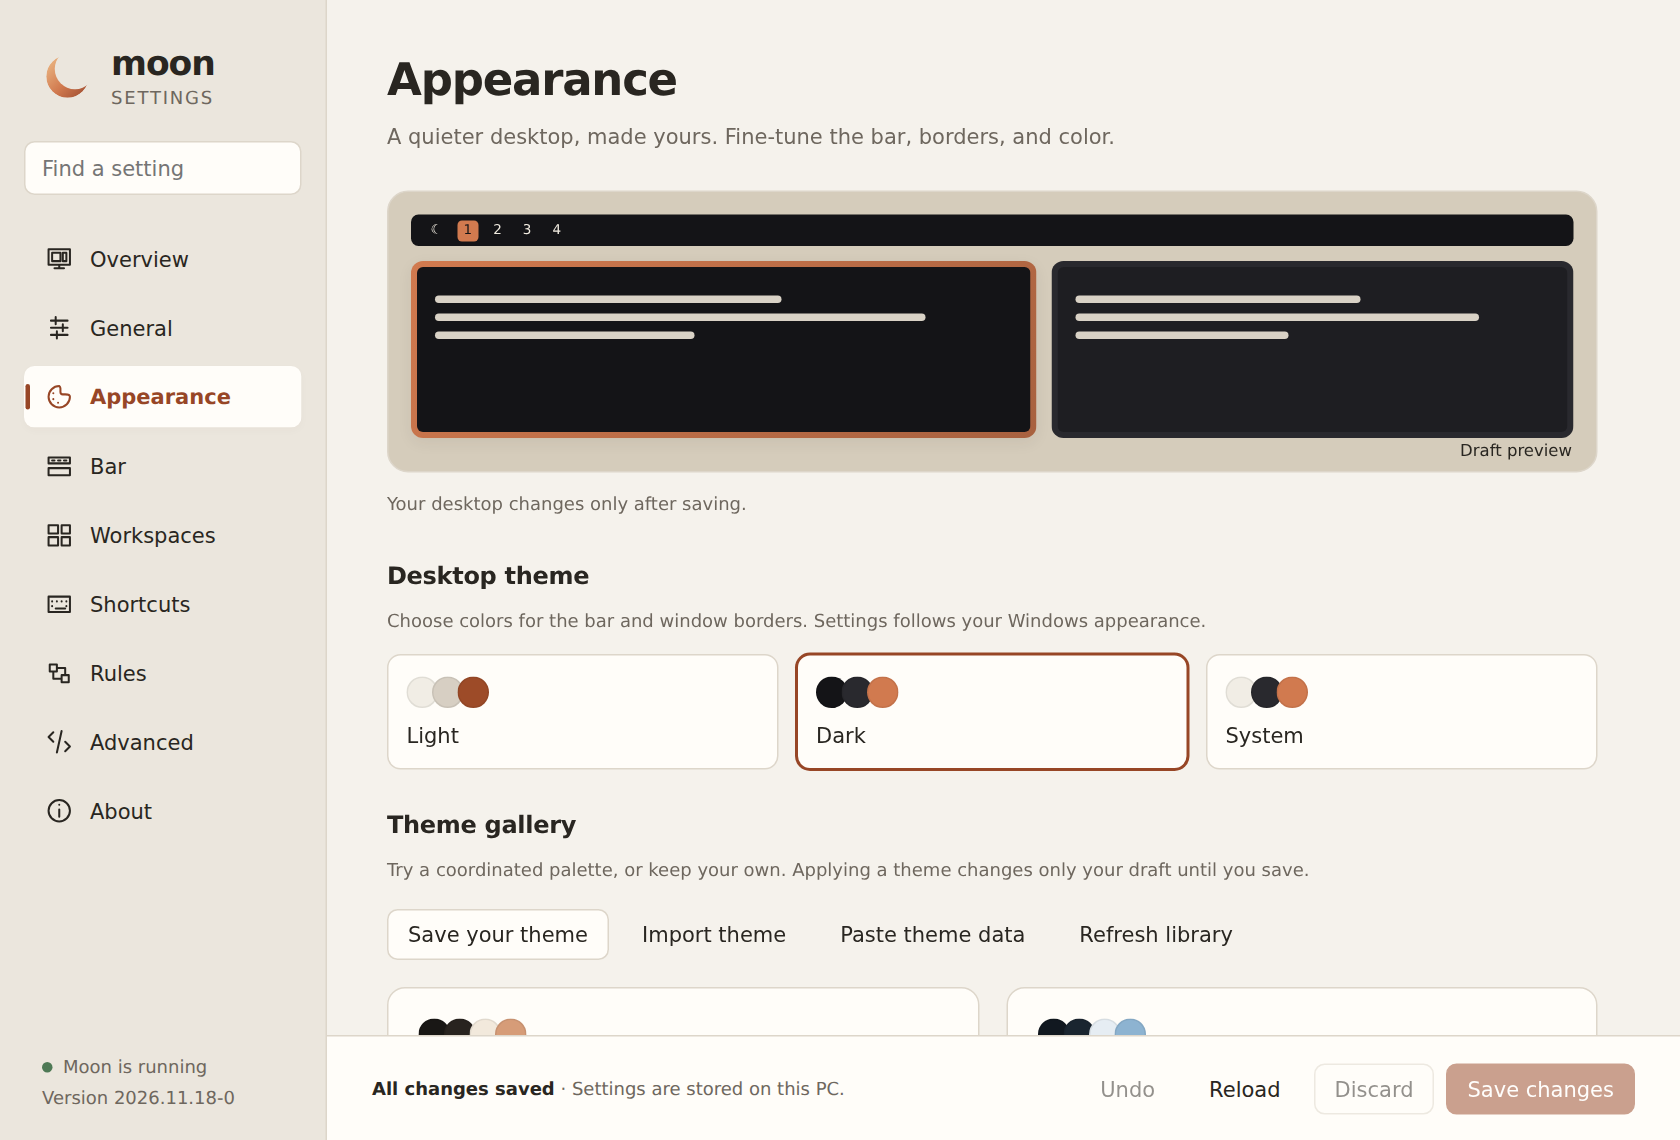 moon
SETTINGS
Find a setting
Overview
General
Appearance
Bar
Workspaces
Shortcuts
Rules
Advanced
About
Moon is running
Version 2026.11.18-0
Appearance
A quieter desktop, made yours. Fine-tune the bar, borders, and color.
☾ 1 2 3 4
Draft preview
Your desktop changes only after saving.
Desktop theme
Choose colors for the bar and window borders. Settings follows your Windows appearance.
Light
Dark
System
Theme gallery
Try a coordinated palette, or keep your own. Applying a theme changes only your draft until you save.
Save your theme Import theme Paste theme data Refresh library
All changes saved · Settings are stored on this PC.
Undo Reload Discard Save changes